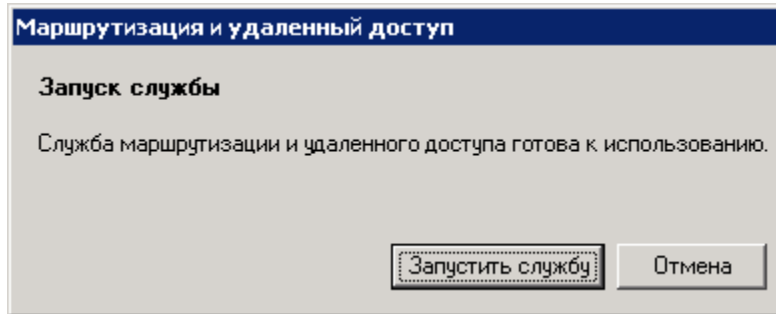 Маршрутизация и удаленный доступ
Запуск службы
Служба маршрутизации и удаленного доступа готова к использованию.
Запустить службу Отмена